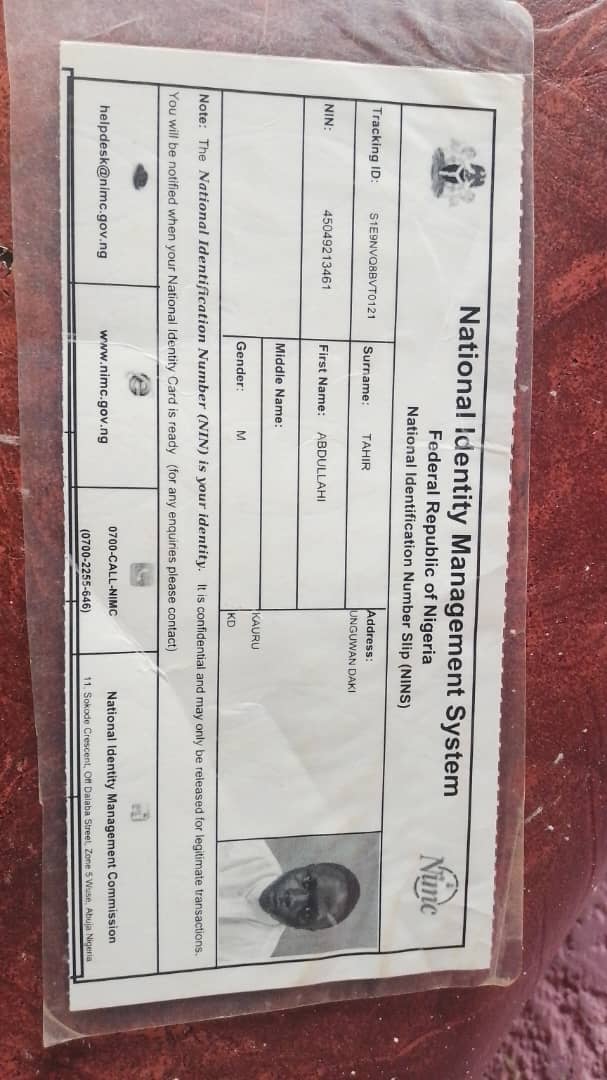 National Identity Management System
Federal Republic of Nigeria
National Identification Number Slip (NINS)
Nimc
Tracking ID: S1E9NVQ8BVT0121
Surname: TAHIR
Address:
UNGUWAN DAKI
NIN: 45049213461
First Name: ABDULLAHI
Middle Name:
KAURU
Gender: M
KD
Note: The National Identification Number (NIN) is your identity. It is confidential and may only be released for legitimate transactions.
You will be notified when your National Identity Card is ready (for any enquiries please contact)
helpdesk@nimc.gov.ng
www.nimc.gov.ng
0700-CALL-NIMC
(0700-2255-646)
National Identity Management Commission
11, Sokode Crescent, Off Dalaba Street, Zone 5 Wuse, Abuja Nigeria